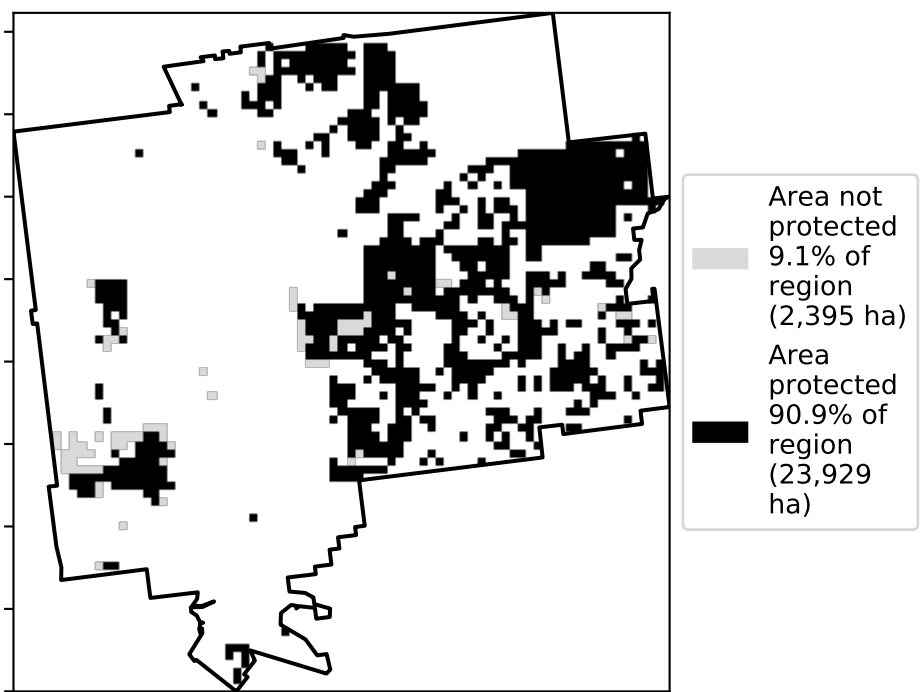 Area not
protected
9.1% of
region
(2,395 ha)
Area
protected
90.9% of
region
(23,929
ha)